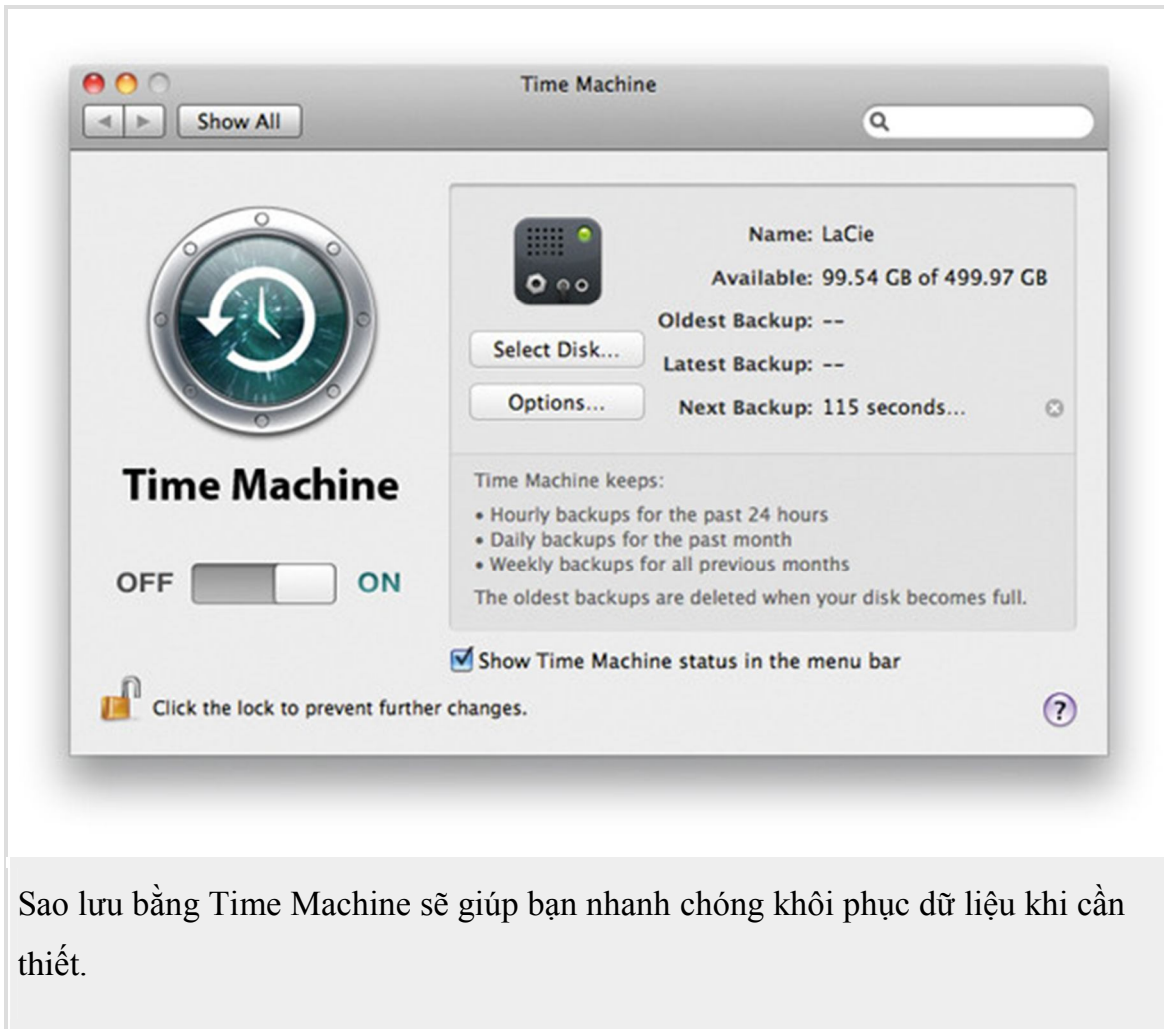 Time Machine
Show All
Name: LaCie
Available: 99.54 GB of 499.97 GB
Oldest Backup: --
Select Disk...
Latest Backup: --
Options...
Next Backup: 115 seconds...
Time Machine
Time Machine keeps:
• Hourly backups for the past 24 hours
• Daily backups for the past month
• Weekly backups for all previous months
The oldest backups are deleted when your disk becomes full.
OFF
ON
Show Time Machine status in the menu bar
Click the lock to prevent further changes.
?
Sao lưu bằng Time Machine sẽ giúp bạn nhanh chóng khôi phục dữ liệu khi cần
thiết.